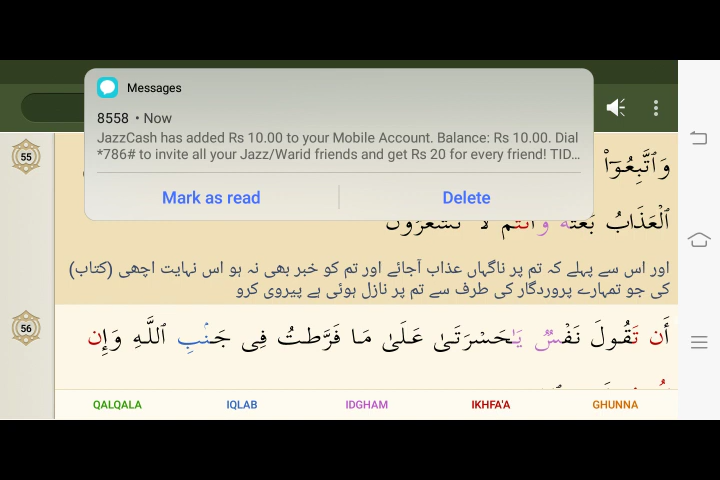 Messages
8558 • Now
JazzCash has added Rs 10.00 to your Mobile Account. Balance: Rs 10.00. Dial
*786# to invite all your Jazz/Warid friends and get Rs 20 for every friend! TID...
Mark as read
Delete
55
وَٱتَّبِعُوٓا۟
ٱلْعَذَابُ بَغْتَةً وَأَنتُمْ لَا تَشْعُرُونَ
اور اس سے پہلے کہ تم پر ناگہاں عذاب آجائے اور تم کو خبر بھی نہ ہو اس نہایت اچھی (کتاب)
کی جو تمہارے پروردگار کی طرف سے تم پر نازل ہوئی ہے پیروی کرو
56
أَن تَقُولَ نَفْسٌ يَـٰحَسْرَتَىٰ عَلَىٰ مَا فَرَّطتُ فِى جَنۢبِ ٱللَّهِ وَإِن
QALQALA
IQLAB
IDGHAM
IKHFA'A
GHUNNA